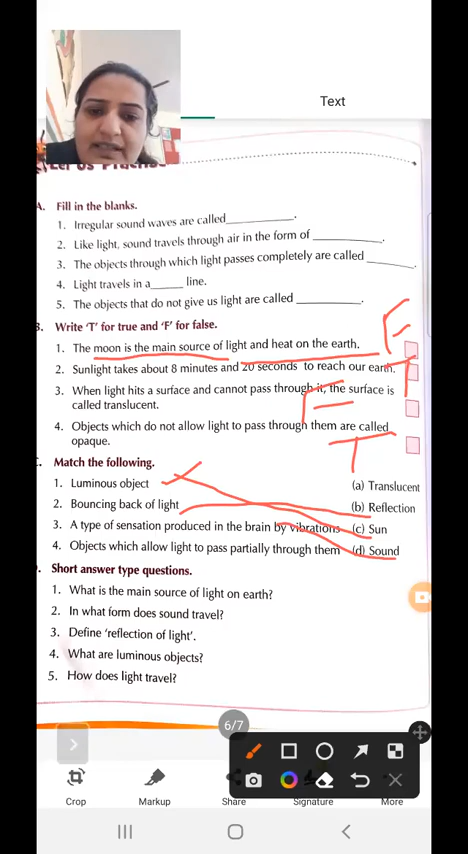 Text
Let Us Practise
A. Fill in the blanks.
1. Irregular sound waves are called__________.
2. Like light, sound travels through air in the form of __________.
3. The objects through which light passes completely are called __________.
4. Light travels in a______ line.
5. The objects that do not give us light are called __________.
B. Write 'T' for true and 'F' for false.
F
1. The moon is the main source of light and heat on the earth.
2. Sunlight takes about 8 minutes and 20 seconds to reach our earth.
T
3. When light hits a surface and cannot pass through it, the surface is
called translucent.
F
4. Objects which do not allow light to pass through them are called
opaque.
T
C. Match the following.
1. Luminous object (a) Translucent
2. Bouncing back of light (b) Reflection
3. A type of sensation produced in the brain by vibrations (c) Sun
4. Objects which allow light to pass partially through them (d) Sound
. Short answer type questions.
1. What is the main source of light on earth?
2. In what form does sound travel?
3. Define 'reflection of light'.
4. What are luminous objects?
5. How does light travel?
6/7
Crop Markup Share Signature More